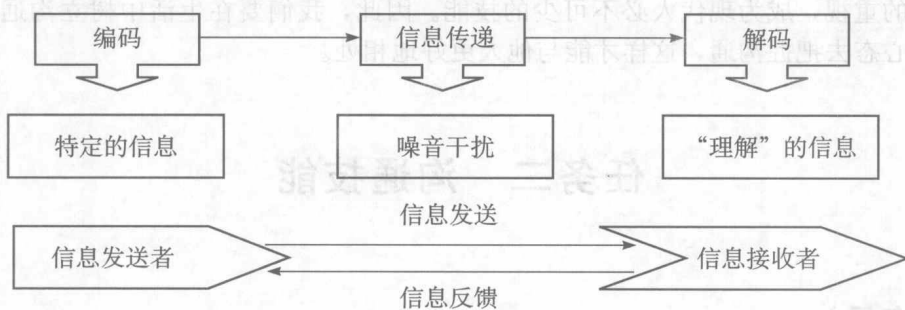 编码 信息传递 解码
特定的信息 噪音干扰 “理解”的信息
信息发送
信息发送者 信息接收者
信息反馈